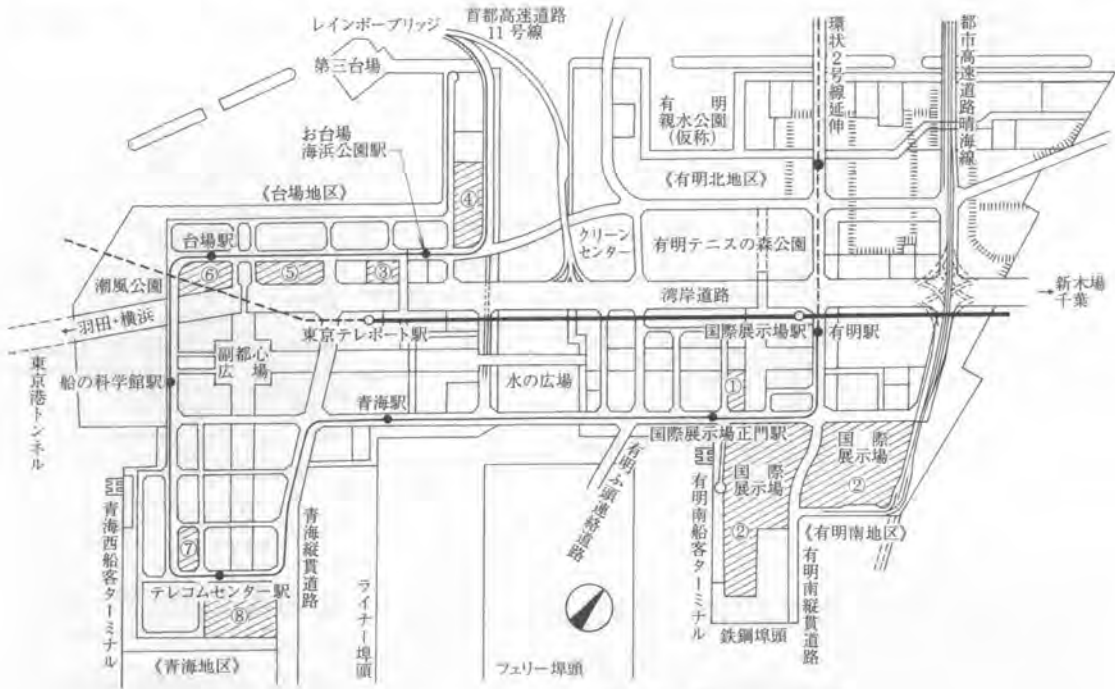 レインボーブリッジ
首都高速道路
11号線
第三台場
環状2号線延伸
都市高速道路晴海線
有明
親水公園
(仮称)
お台場
海浜公園駅
《台場地区》
《有明北地区》
④
台場駅
クリーン
センター
有明テニスの森公園
⑥
⑤
③
潮風公園
湾岸道路
新木場
千葉
羽田・横浜
東京テレポート駅
国際展示場駅
有明駅
東京港トンネル
船の科学館駅
副都心
広場
水の広場
①
青海駅
国際展示場正門駅
国際
展示場
②
国際
展示場
②
有明ふ頭連絡道路
有明南船客ターミナル
《有明南地区》
有明南縦貫道路
青海西船客ターミナル
⑦
テレコムセンター駅
⑧
青海縦貫道路
ライナー埠頭
《青海地区》
フェリー埠頭
鉄鋼埠頭